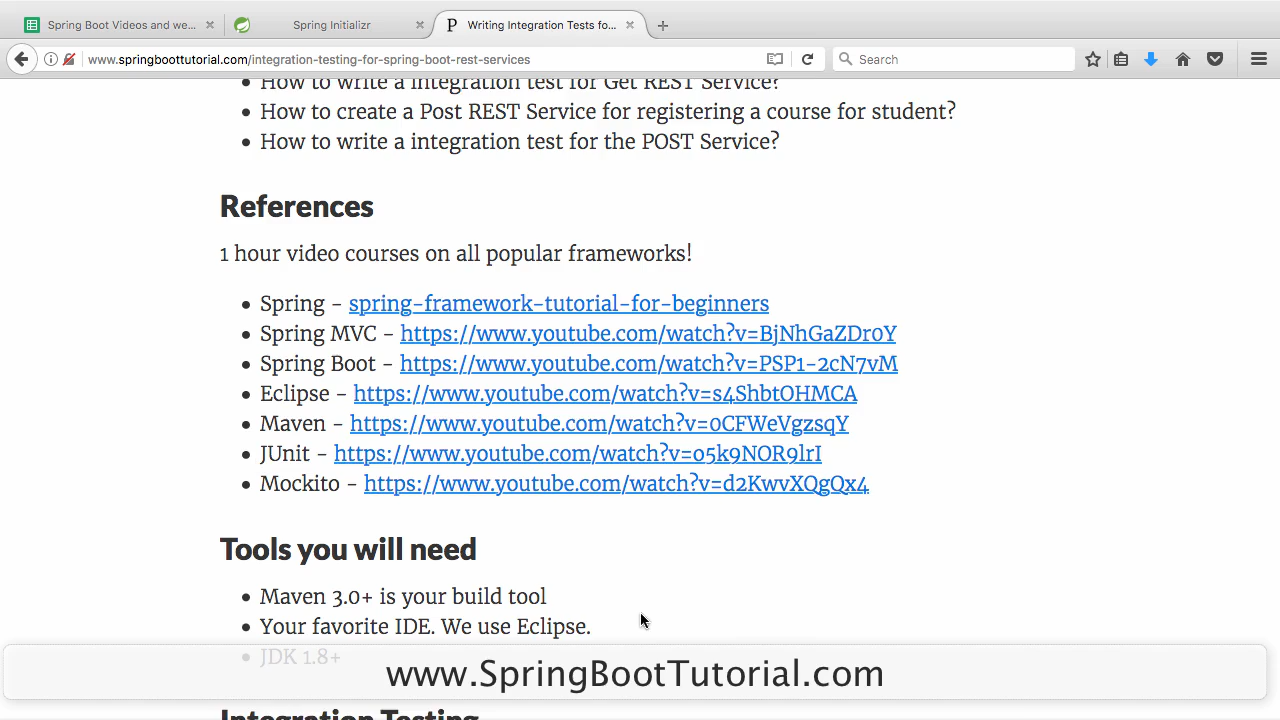 Spring Boot Videos and we...
Spring Initializr
Writing Integration Tests fo...
www.springboottutorial.com/integration-testing-for-spring-boot-rest-services
Search
How to write a integration test for Get REST Service?
How to create a Post REST Service for registering a course for student?
How to write a integration test for the POST Service?
References
1 hour video courses on all popular frameworks!
Spring - spring-framework-tutorial-for-beginners
Spring MVC - https://www.youtube.com/watch?v=BjNhGaZDr0Y
Spring Boot - https://www.youtube.com/watch?v=PSP1-2cN7vM
Eclipse - https://www.youtube.com/watch?v=s4ShbtOHMCA
Maven - https://www.youtube.com/watch?v=0CFWeVgzsqY
JUnit - https://www.youtube.com/watch?v=o5k9NOR9lrI
Mockito - https://www.youtube.com/watch?v=d2KwvXQgQx4
Tools you will need
Maven 3.0+ is your build tool
Your favorite IDE. We use Eclipse.
JDK 1.8+
www.SpringBootTutorial.com
Integration Testing